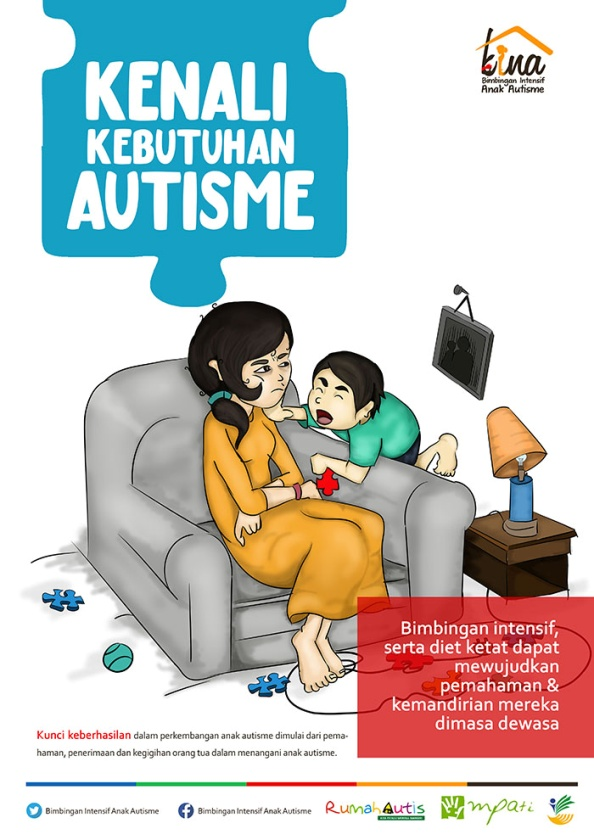 KENALI
KEBUTUHAN
AUTISME
bina
Bimbingan Intensif
Anak Autisme
Bimbingan intensif,
serta diet ketat dapat
mewujudkan
pemahaman &
kemandirian mereka
dimasa dewasa
Kunci keberhasilan dalam perkembangan anak autisme dimulai dari pema-
haman, penerimaan dan kegigihan orang tua dalam menangani anak autisme.
Bimbingan Intensif Anak Autisme
Bimbingan Intensif Anak Autisme
RumahAutis
mpati